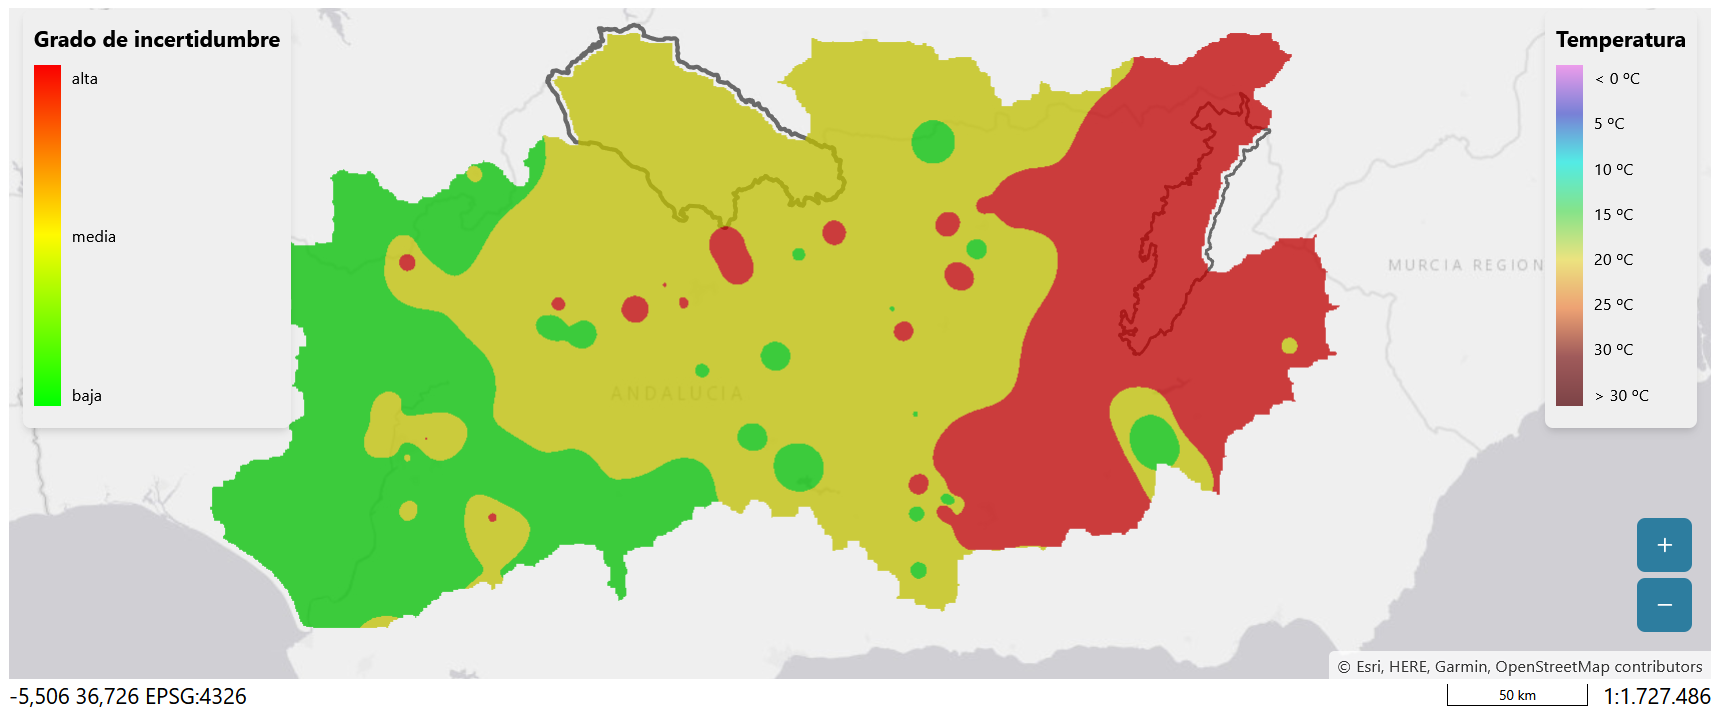 Grado de incertidumbre
alta
media
baja
Temperatura
< 0 ºC
5 ºC
10 ºC
15 ºC
20 ºC
25 ºC
30 ºC
> 30 ºC
MURCIA REGION
ANDALUCIA
+
−
© Esri, HERE, Garmin, OpenStreetMap contributors
-5,506 36,726 EPSG:4326
50 km
1:1.727.486